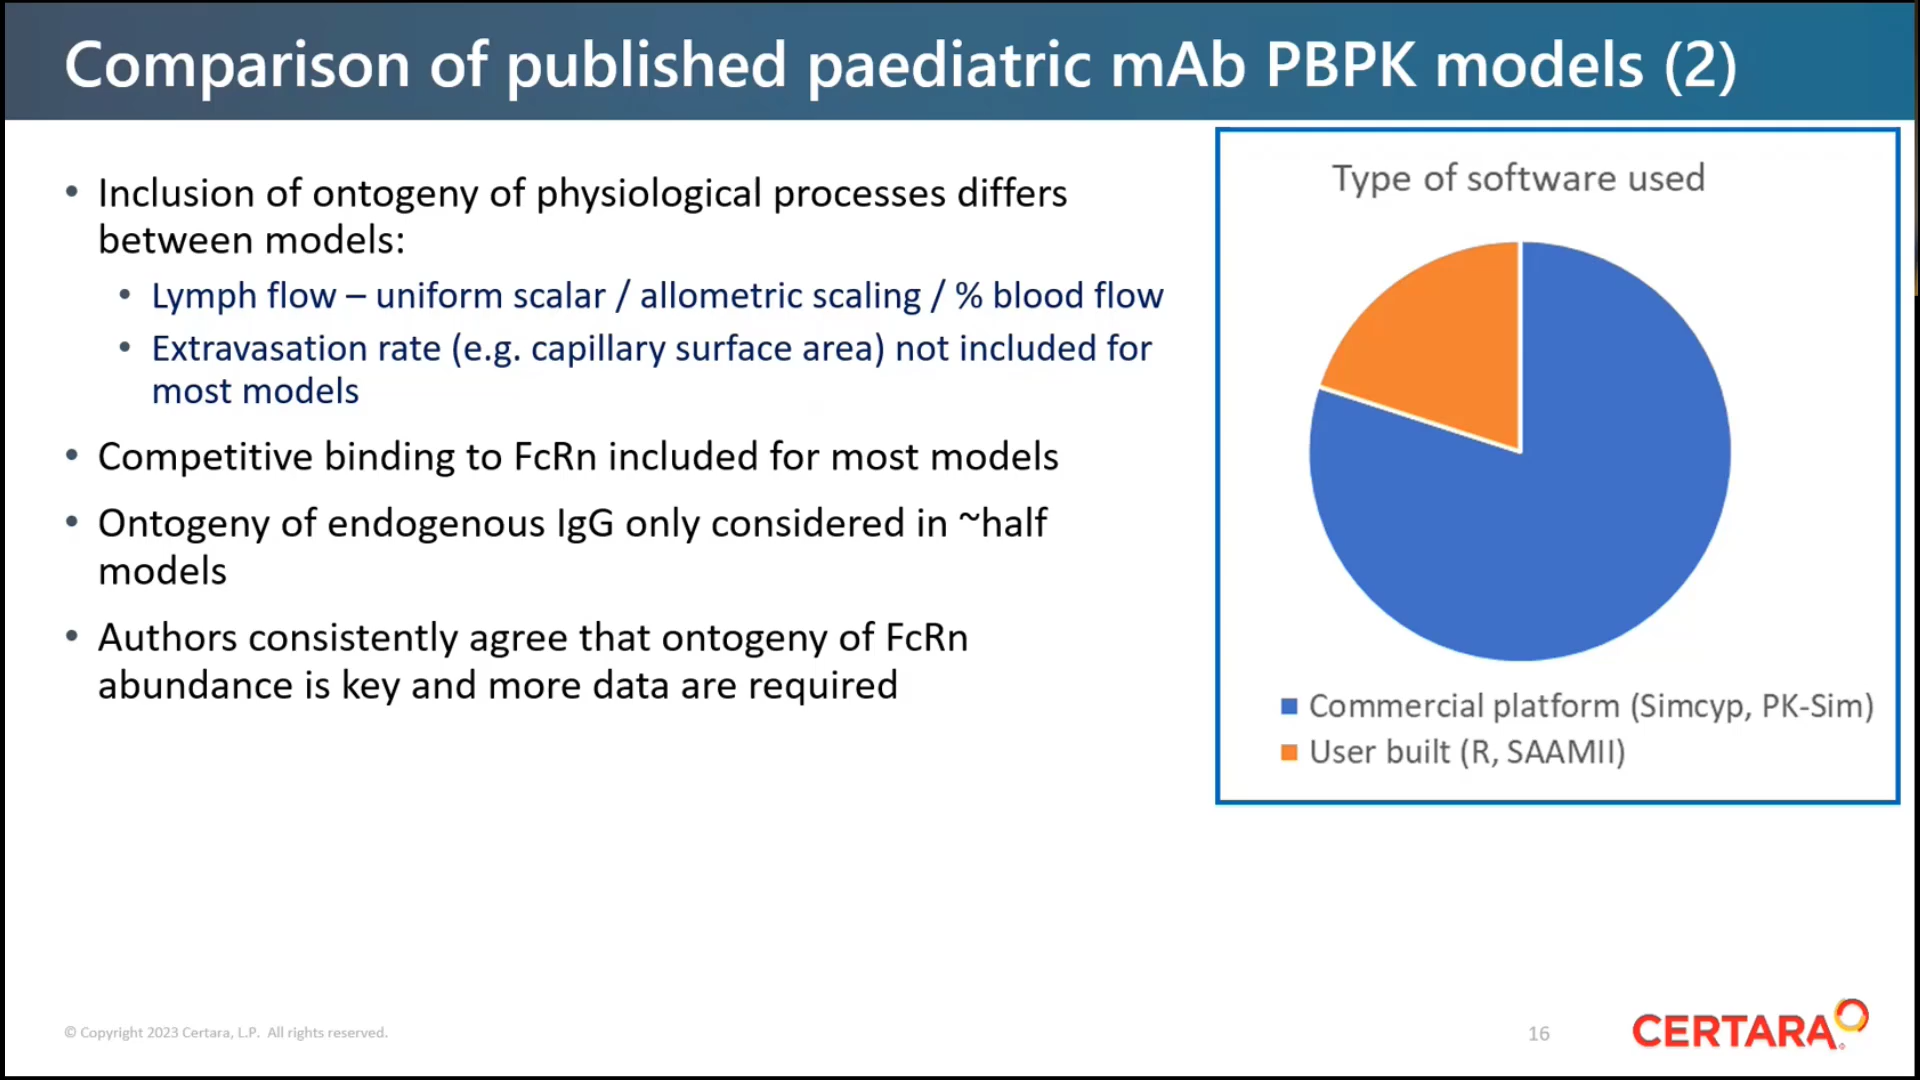 Comparison of published paediatric mAb PBPK models (2)
• Inclusion of ontogeny of physiological processes differs
between models:
• Lymph flow – uniform scalar / allometric scaling / % blood flow
• Extravasation rate (e.g. capillary surface area) not included for
most models
• Competitive binding to FcRn included for most models
• Ontogeny of endogenous IgG only considered in ~half
models
• Authors consistently agree that ontogeny of FcRn
abundance is key and more data are required
Type of software used
Commercial platform (Simcyp, PK-Sim)
User built (R, SAAMII)
© Copyright 2023 Certara, L.P. All rights reserved.
16
CERTARA